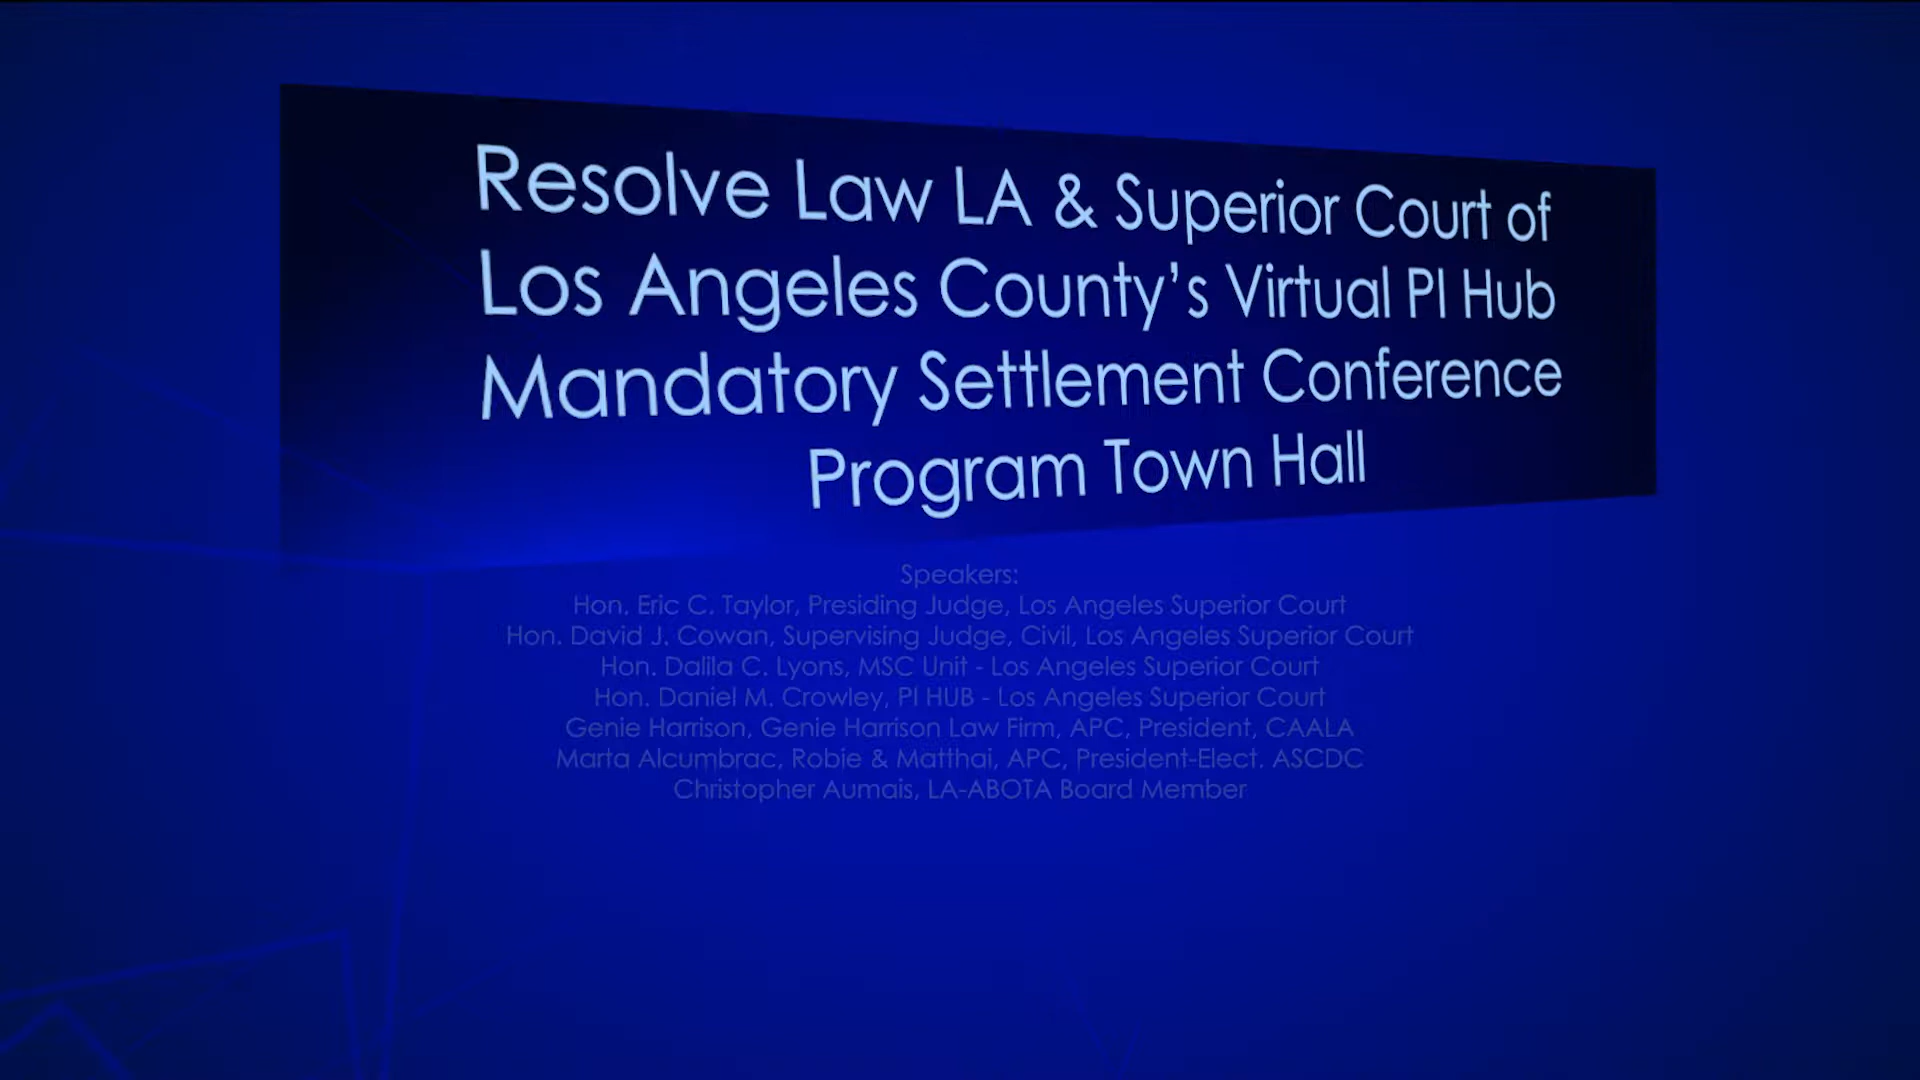 Resolve Law LA & Superior Court of
Los Angeles County’s Virtual PI Hub
Mandatory Settlement Conference
Program Town Hall
Speakers:
Hon. Eric C. Taylor, Presiding Judge, Los Angeles Superior Court
Hon. David J. Cowan, Supervising Judge, Civil, Los Angeles Superior Court
Hon. Dalila C. Lyons, MSC Unit - Los Angeles Superior Court
Hon. Daniel M. Crowley, PI HUB - Los Angeles Superior Court
Genie Harrison, Genie Harrison Law Firm, APC, President, CAALA
Marta Alcumbrac, Robie & Matthai, APC, President-Elect. ASCDC
Christopher Aumais, LA-ABOTA Board Member